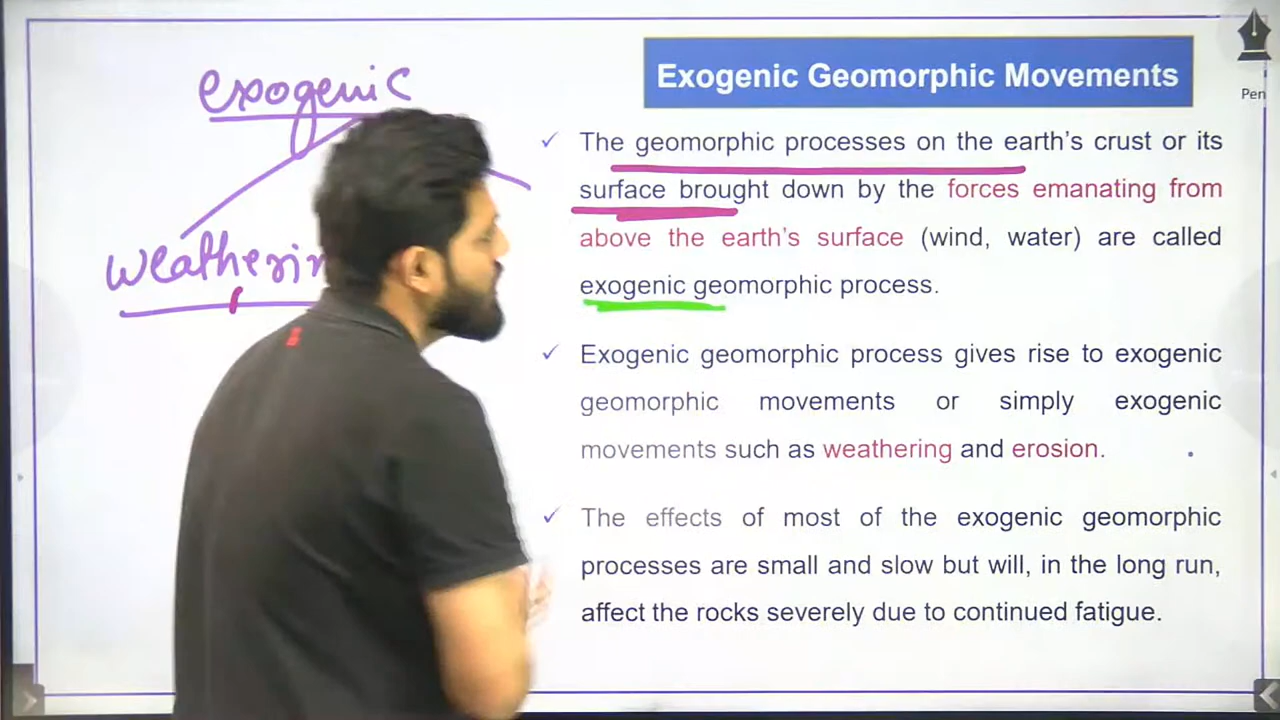 exogenic
Exogenic Geomorphic Movements
Pen
The geomorphic processes on the earth's crust or its
surface brought down by the forces emanating from
above the earth's surface (wind, water) are called
exogenic geomorphic process.
Exogenic geomorphic process gives rise to exogenic
geomorphic movements or simply exogenic
movements such as weathering and erosion.
The effects of most of the exogenic geomorphic
processes are small and slow but will, in the long run,
affect the rocks severely due to continued fatigue.